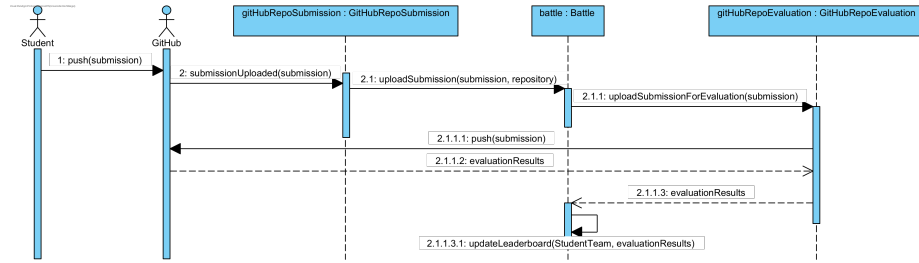 gitHubRepoSubmission : GitHubRepoSubmission
battle : Battle
gitHubRepoEvaluation : GitHubRepoEvaluation
Student
GitHub
1: push(submission)
2: submissionUploaded(submission)
2.1: uploadSubmission(submission, repository)
2.1.1: uploadSubmissionForEvaluation(submission)
2.1.1.1: push(submission)
2.1.1.2: evaluationResults
2.1.1.3: evaluationResults
2.1.1.3.1: updateLeaderboard(StudentTeam, evaluationResults)